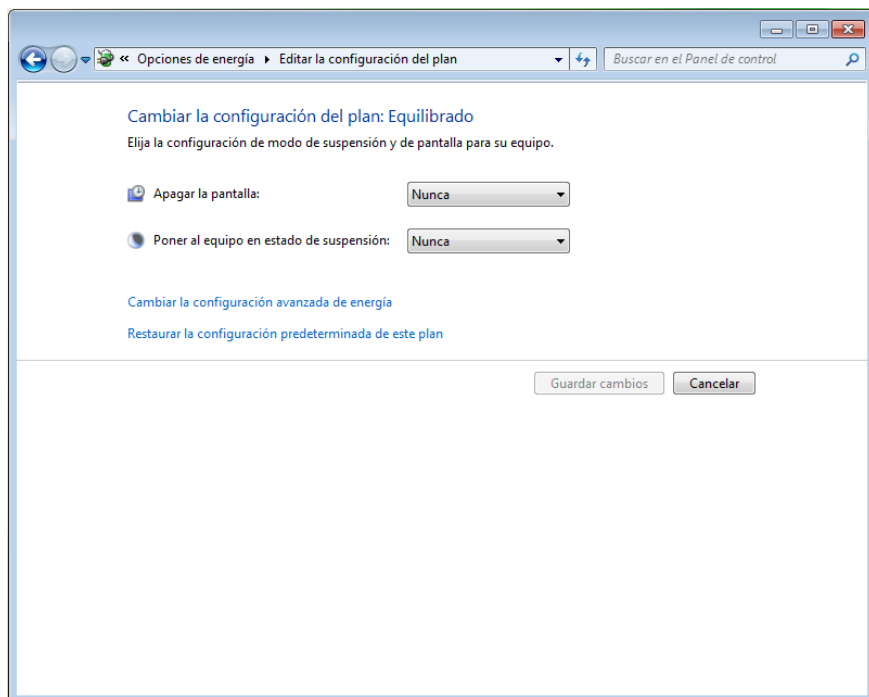 « Opciones de energía ▸ Editar la configuración del plan
Buscar en el Panel de control
Cambiar la configuración del plan: Equilibrado
Elija la configuración de modo de suspensión y de pantalla para su equipo.
Apagar la pantalla: Nunca
Poner al equipo en estado de suspensión: Nunca
Cambiar la configuración avanzada de energía
Restaurar la configuración predeterminada de este plan
Guardar cambios Cancelar